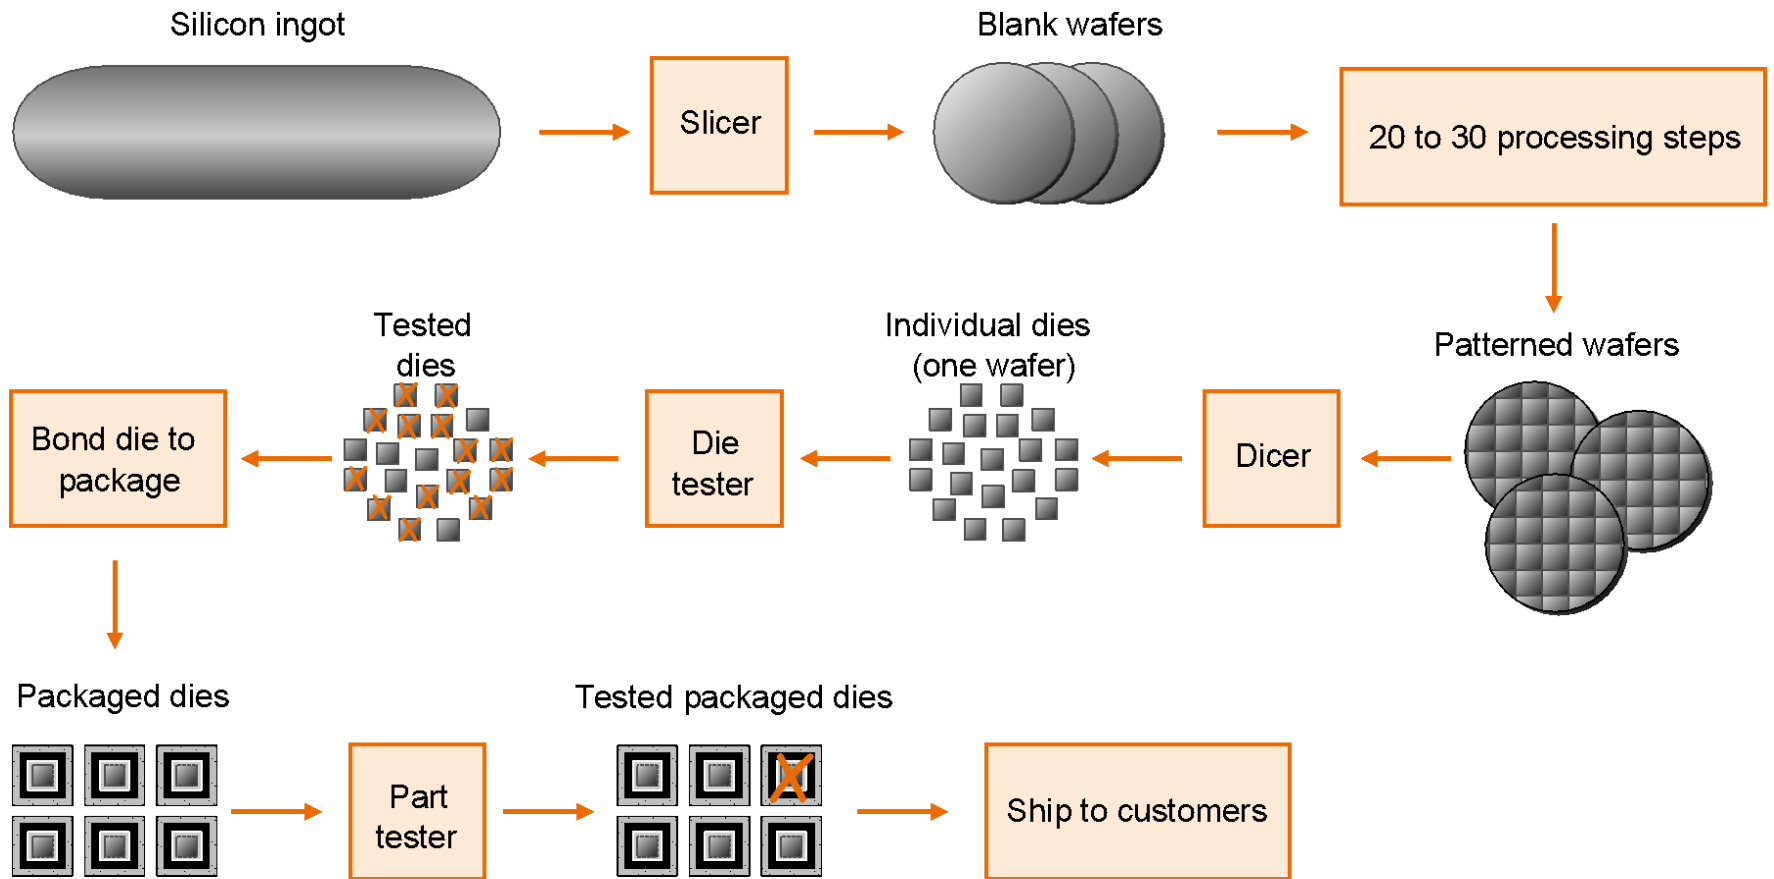 Silicon ingot
Blank wafers
Slicer
20 to 30 processing steps
Tested
dies
Individual dies
(one wafer)
Patterned wafers
Bond die to
package
Die
tester
Dicer
Packaged dies
Tested packaged dies
Part
tester
Ship to customers